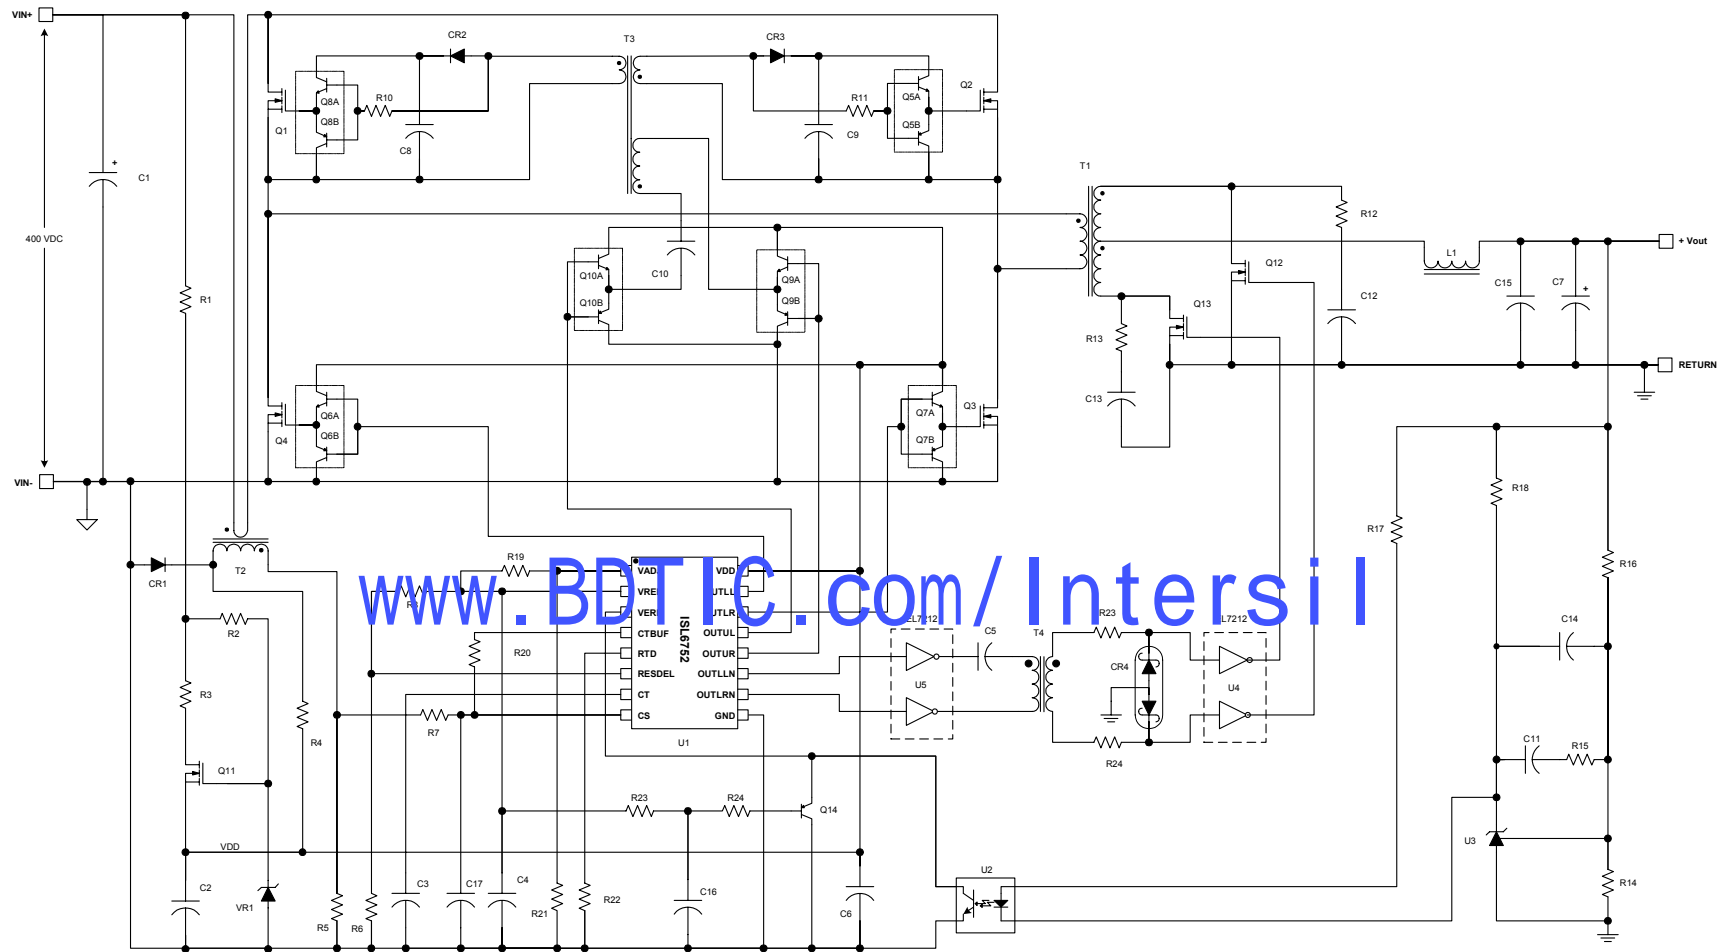 VIN+
CR2
T3
CR3
Q8A
Q8B
R10
Q1
C8
R11
C9
Q5A
Q5B
Q2
C1
T1
400 VDC
R1
R12
+ Vout
L1
Q10A
Q10B
C10
Q9A
Q9B
Q12
C15
C7
Q13
C12
R13
RETURN
C13
Q6A
Q6B
Q4
Q7A
Q7B
Q3
VIN-
R18
R17
www.BDTIC.com/Intersil
CR1
T2
R19
VDD
R16
R2
CTBUF
RTD
RESDEL
CT
CS
ISL6752
OUTUL
OUTUR
OUTLLN
OUTLRN
GND
U1
R20
R23
C5
T4
C14
CR4
U5
U4
R3
R4
R7
R24
C11
R15
Q11
R23
R24
Q14
U3
VDD
U2
C2
VR1
R5
R6
C3
C17
C4
R21
R22
C16
C6
R14